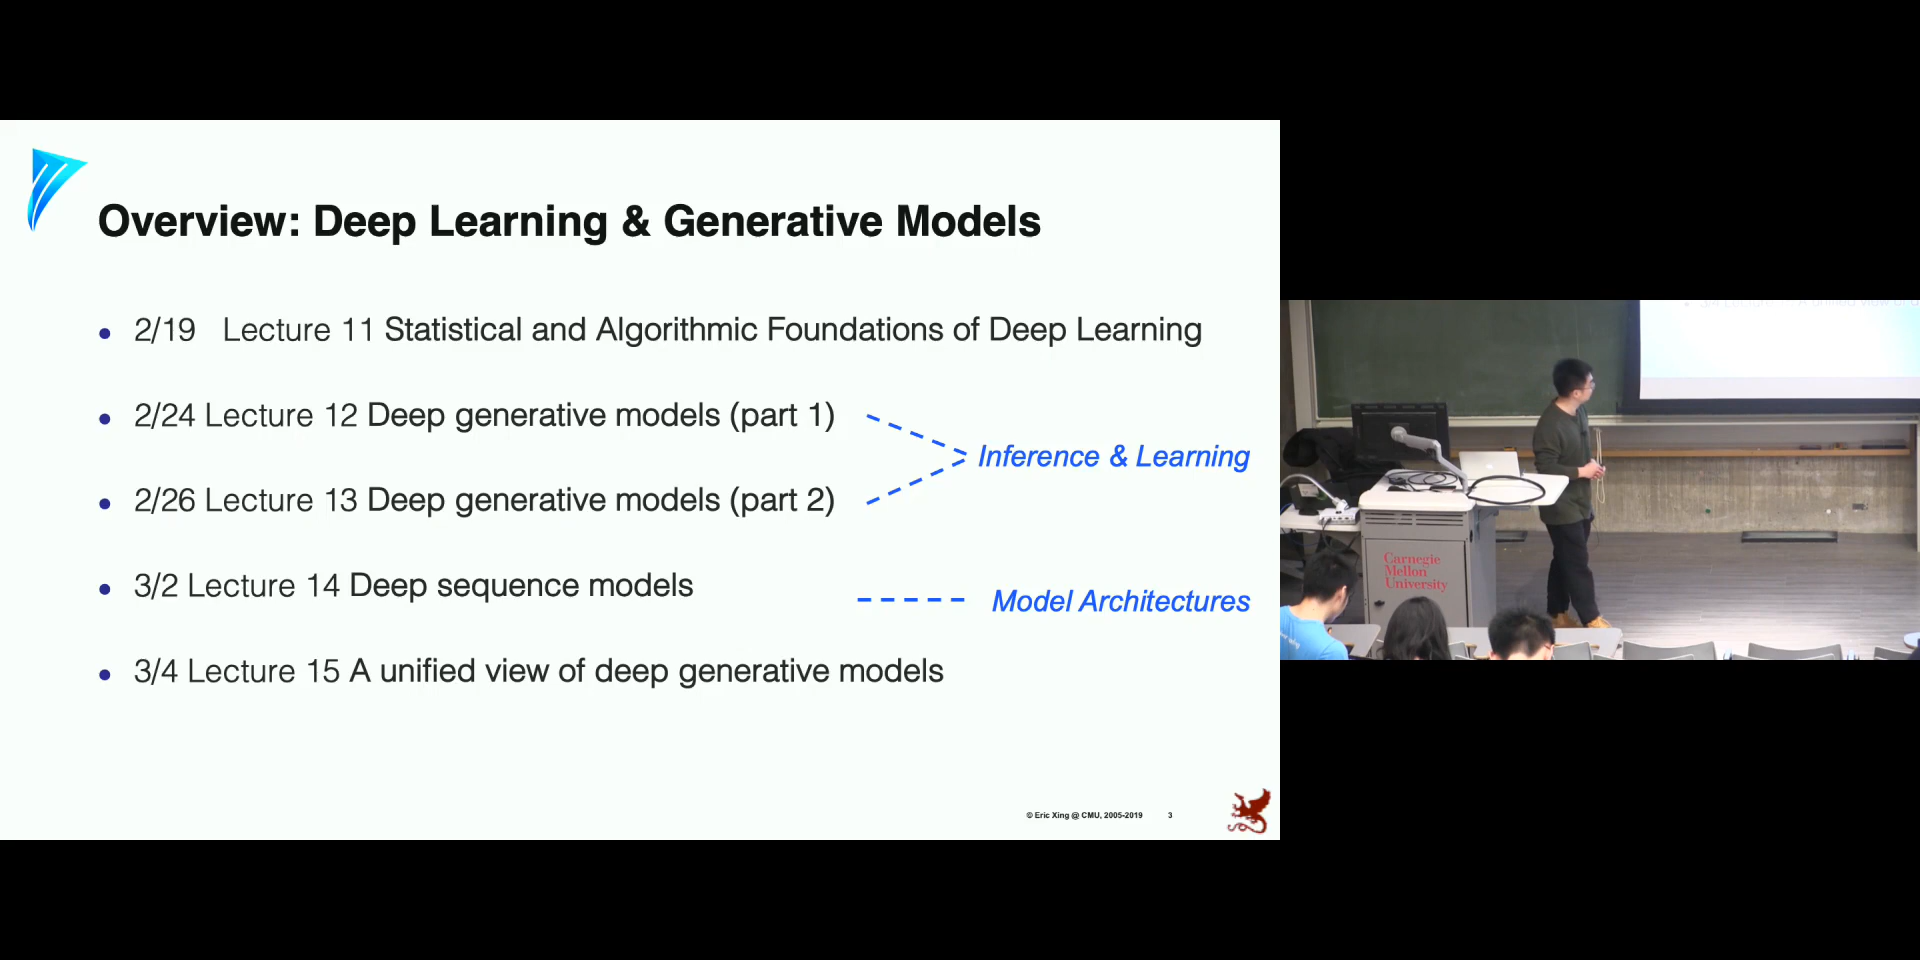 Overview: Deep Learning & Generative Models
• 2/19 Lecture 11 Statistical and Algorithmic Foundations of Deep Learning
• 2/24 Lecture 12 Deep generative models (part 1)
Inference & Learning
• 2/26 Lecture 13 Deep generative models (part 2)
• 3/2 Lecture 14 Deep sequence models
Model Architectures
• 3/4 Lecture 15 A unified view of deep generative models
© Eric Xing @ CMU, 2005-2019 3
Carnegie
Mellon
University